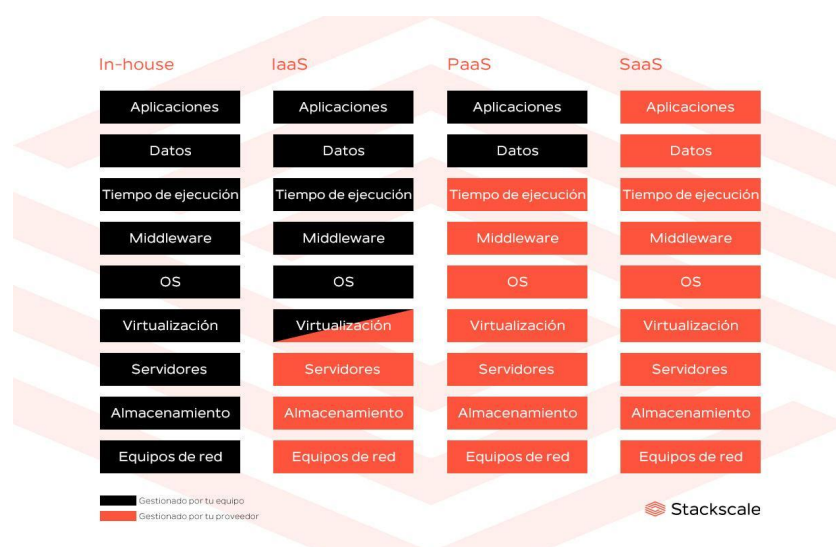 In-house IaaS PaaS SaaS
Aplicaciones Aplicaciones Aplicaciones Aplicaciones
Datos Datos Datos Datos
Tiempo de ejecución Tiempo de ejecución Tiempo de ejecución Tiempo de ejecución
Middleware Middleware Middleware Middleware
OS OS OS OS
Virtualización Virtualización Virtualización Virtualización
Servidores Servidores Servidores Servidores
Almacenamiento Almacenamiento Almacenamiento Almacenamiento
Equipos de red Equipos de red Equipos de red Equipos de red
Gestionado por tu equipo
Gestionado por tu proveedor
Stackscale